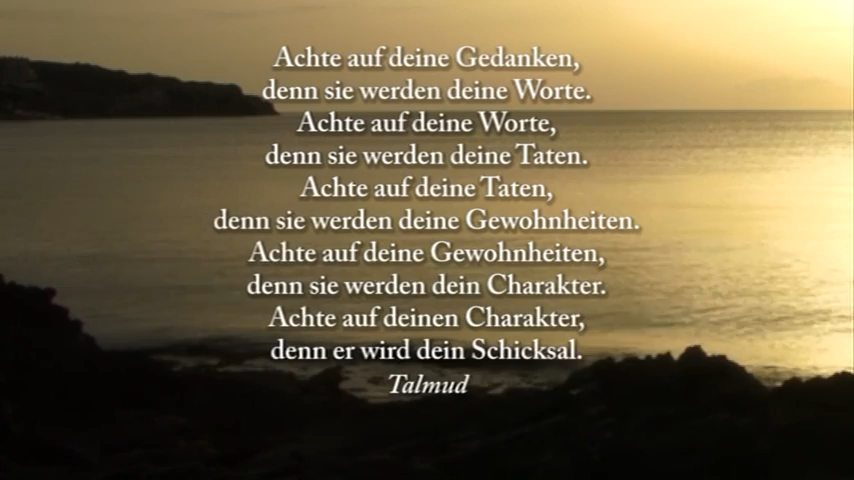 Achte auf deine Gedanken,
denn sie werden deine Worte.
Achte auf deine Worte,
denn sie werden deine Taten.
Achte auf deine Taten,
denn sie werden deine Gewohnheiten.
Achte auf deine Gewohnheiten,
denn sie werden dein Charakter.
Achte auf deinen Charakter,
denn er wird dein Schicksal.
Talmud